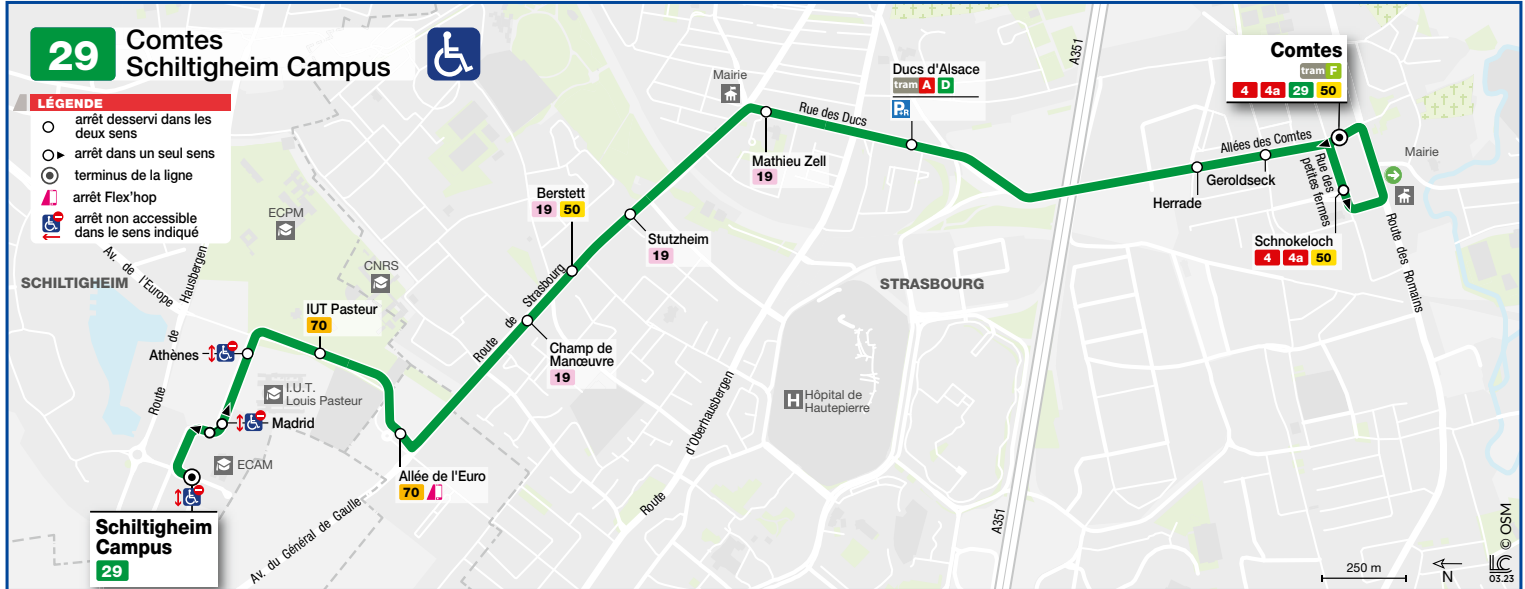 29
Comtes
Schiltigheim Campus
LÉGENDE
arrêt desservi dans les
deux sens
arrêt dans un seul sens
terminus de la ligne
arrêt Flex'hop
arrêt non accessible
dans le sens indiqué
SCHILTIGHEIM
Av. de l'Europe
Route de Hausbergen
ECPM
CNRS
IUT Pasteur
70
Athènes
I.U.T.
Louis Pasteur
Madrid
ECAM
Schiltigheim
Campus
29
Av. du Général de Gaulle
Allée de l'Euro
70
Route de Strasbourg
Champ de
Manœuvre
19
Berstett
19 50
Stutzheim
19
Mairie
Mathieu Zell
19
Rue des Ducs
Ducs d'Alsace
tram A D
P+R
STRASBOURG
H Hôpital de
Hautepierre
Route d'Oberhausbergen
A351
A351
Herrade
Geroldseck
Allées des Comtes
Comtes
tram F
4 4a 29 50
Rue des
petites fermes
Mairie
Schnokeloch
4 4a 50
Route des Romains
250 m
N
LC © OSM
03.23